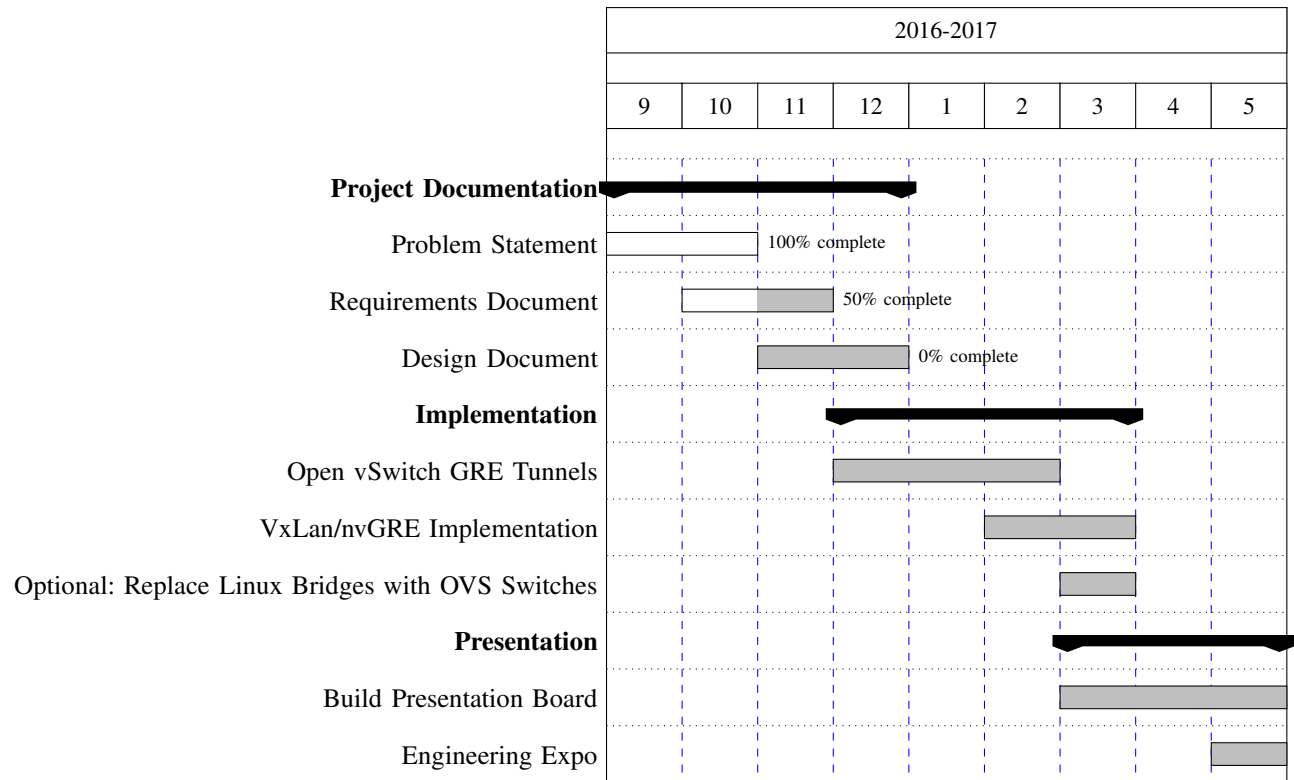 2016-2017
9 10 11 12 1 2 3 4 5
Project Documentation
Problem Statement 100% complete
Requirements Document 50% complete
Design Document 0% complete
Implementation
Open vSwitch GRE Tunnels
VxLan/nvGRE Implementation
Optional: Replace Linux Bridges with OVS Switches
Presentation
Build Presentation Board
Engineering Expo